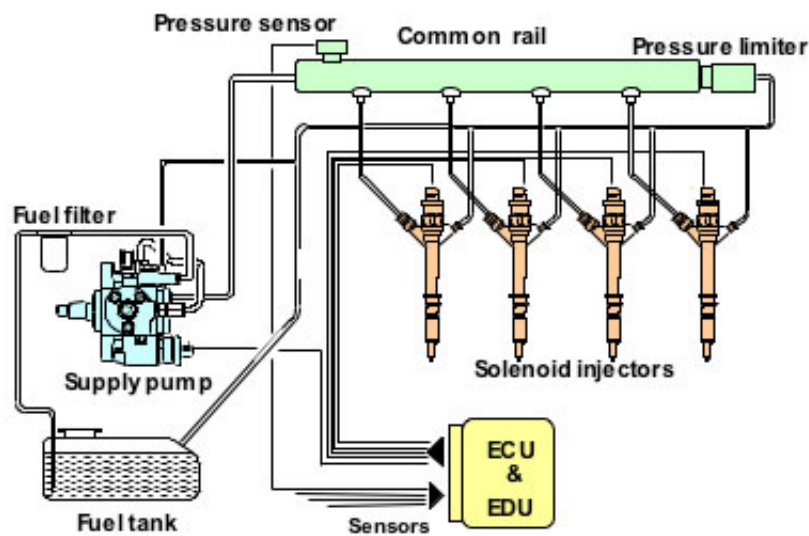 Pressure sensor
Common rail
Pressure limiter
Fuel filter
Supply pump
Solenoid injectors
ECU
&
EDU
Fuel tank
Sensors